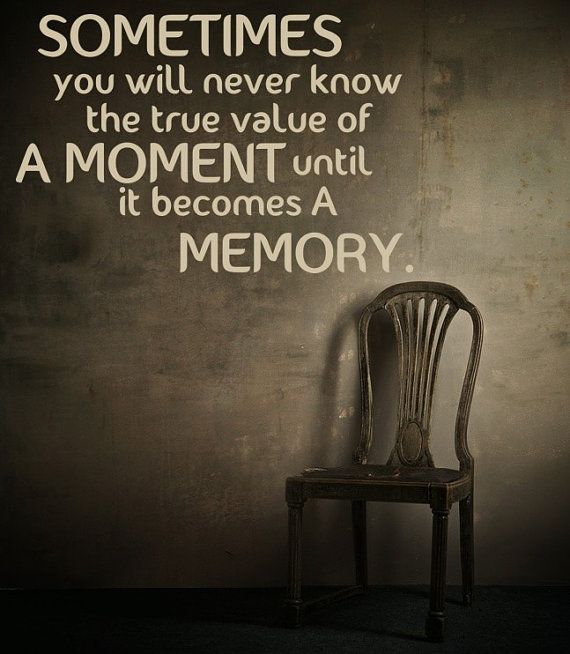 SOMETIMES
you will never know
the true value of
A MOMENT until
it becomes A
MEMORY.